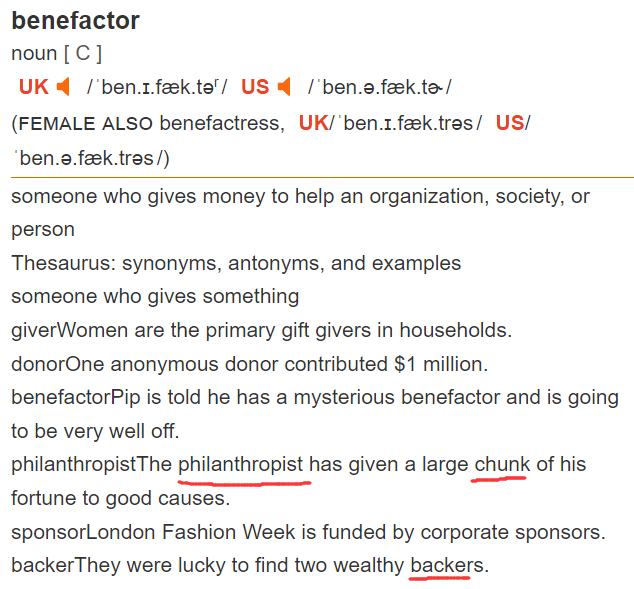 benefactor
noun [ C ]
UK /ˈben.ɪ.fæk.təʳ/ US /ˈben.ə.fæk.tɚ/
(FEMALE ALSO benefactress, UK/ˈben.ɪ.fæk.trəs/ US/
ˈben.ə.fæk.trəs/)
someone who gives money to help an organization, society, or
person
Thesaurus: synonyms, antonyms, and examples
someone who gives something
giverWomen are the primary gift givers in households.
donorOne anonymous donor contributed $1 million.
benefactorPip is told he has a mysterious benefactor and is going
to be very well off.
philanthropistThe philanthropist has given a large chunk of his
fortune to good causes.
sponsorLondon Fashion Week is funded by corporate sponsors.
backerThey were lucky to find two wealthy backers.